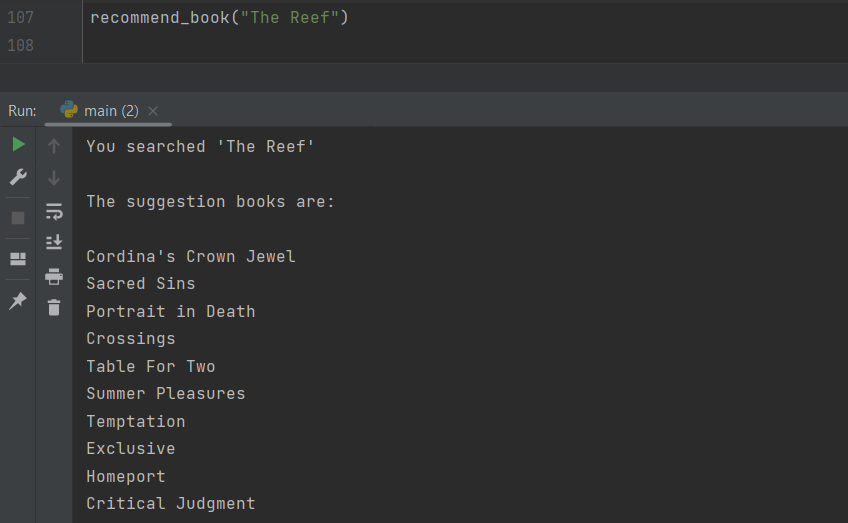 107 recommend_book("The Reef")
108
Run: main (2)
You searched 'The Reef'
The suggestion books are:
Cordina's Crown Jewel
Sacred Sins
Portrait in Death
Crossings
Table For Two
Summer Pleasures
Temptation
Exclusive
Homeport
Critical Judgment